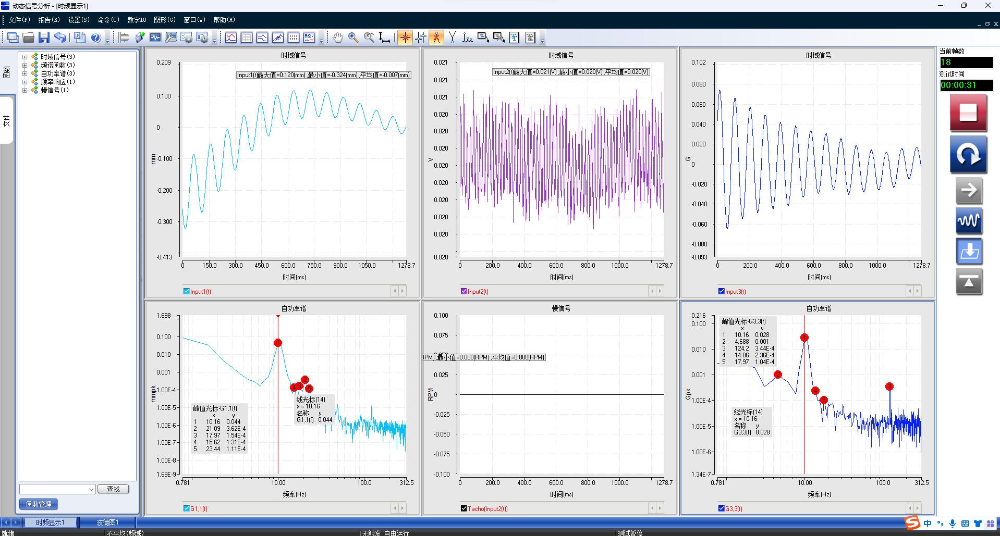 动态信号分析 - [时频显示1]
文件(F) 报告(R) 设置(S) 命令(C) 数字IO 图形(G) 窗口(W) 帮助(H)
函数
文件
时域信号(3)
频谱函数(3)
自功率谱(3)
频率响应(1)
慢信号(1)
查找
函数管理
时域信号
Input1(t)最大值=0.120(mm) ,最小值=-0.324(mm) ,平均值=-0.007(mm)
0.209
0.100
0
-0.100
-0.200
-0.300
-0.413
mm
0 150.0 300.0 450.0 600.0 750.0 900.0 1050.0 1278.7
时间(ms)
Input1(t)
时域信号
Input2(t)最大值=0.021(V) ,最小值=0.020(V) ,平均值=0.020(V)
0.021
0.021
0.021
0.020
0.020
0.020
0.020
0.020
0.020
0.020
0.020
0.020
V
0 200.0 400.0 600.0 800.0 1000.0 1278.7
时间(ms)
Input2(t)
时域信号
0.102
0.080
0.060
0.040
0.020
0
-0.020
-0.040
-0.060
-0.080
-0.093
G
0 200.0 400.0 600.0 800.0 1000.0 1278.7
时间(ms)
Input3(t)
自功率谱
1.698
0.100
0.010
0.001
1.00E-4
1.00E-5
1.00E-6
1.00E-7
1.00E-8
1.69E-9
mmpk
1
2
3
4
5
线光标(14)
x = 10.16
名称 y
G1,1(f) 0.044
峰值光标-G1,1(f)
x y
1 10.16 0.044
2 21.09 3.62E-4
3 17.97 1.54E-4
4 15.62 1.31E-4
5 23.44 1.11E-4
0.781 10.00 100.0 312.5
频率(Hz)
G1,1(f)
慢信号
RPM) ,最小值=0.000(RPM) ,平均值=0.000(RPM)
0.100
0.075
0.050
0.025
0
-0.025
-0.050
-0.075
-0.100
RPM
0 200.0 400.0 600.0 800.0 1000.0 1278.7
时间(ms)
Tacho(Input2(t))
自功率谱
0.216
0.100
0.010
0.001
1.00E-4
1.00E-5
1.00E-6
1.34E-7
Gpk
峰值光标-G3,3(f)
x y
1 10.16 0.028
2 4.688 0.001
3 124.2 3.44E-4
4 14.06 2.36E-4
5 17.97 1.04E-4
1
2
3
4
5
线光标(14)
x = 10.16
名称 y
G3,3(f) 0.028
0.781 10.00 100.0 312.5
频率(Hz)
G3,3(f)
当前帧数
18
测试时间
00:00:31
时频显示1 波德图1
中
就绪 不平均(频域) 无触发 自由运行 测试暂停